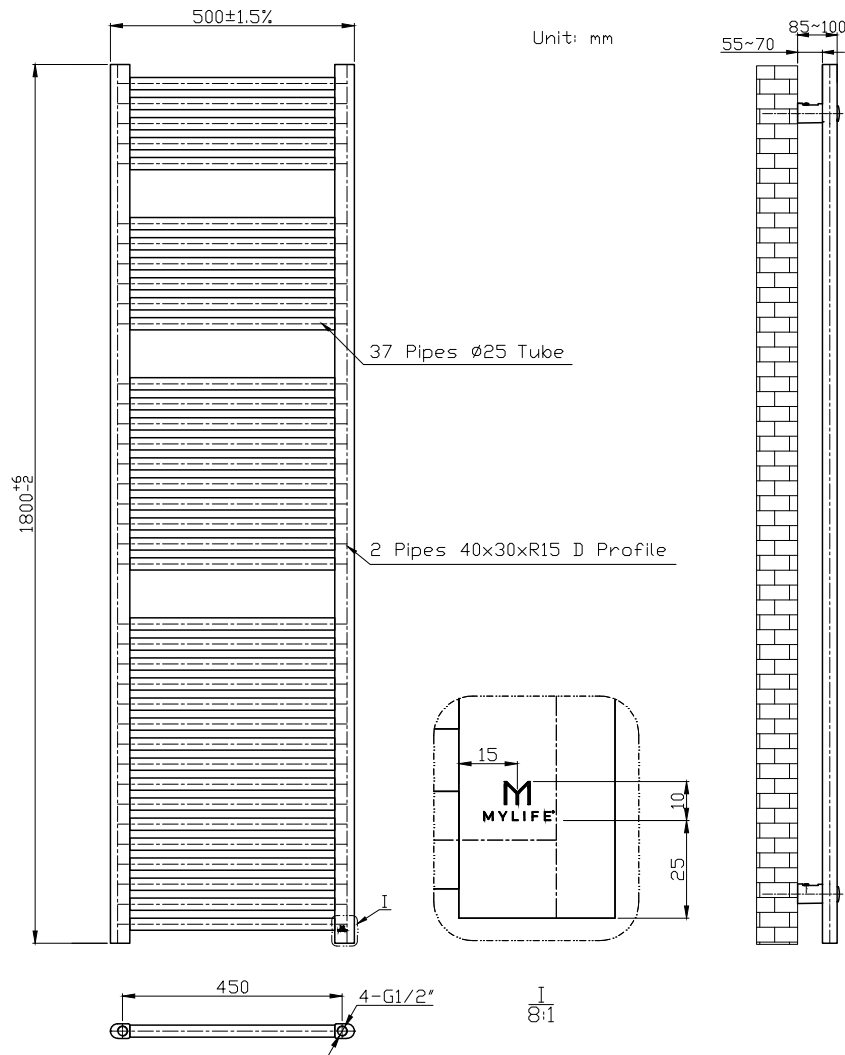 500±1.5%
Unit: mm
85~100
55~70
37 Pipes Ø25 Tube
1800+6-2
2 Pipes 40x30xR15 D Profile
15
MYLIFE
10
25
I
450
4-G1/2"
I
8:1